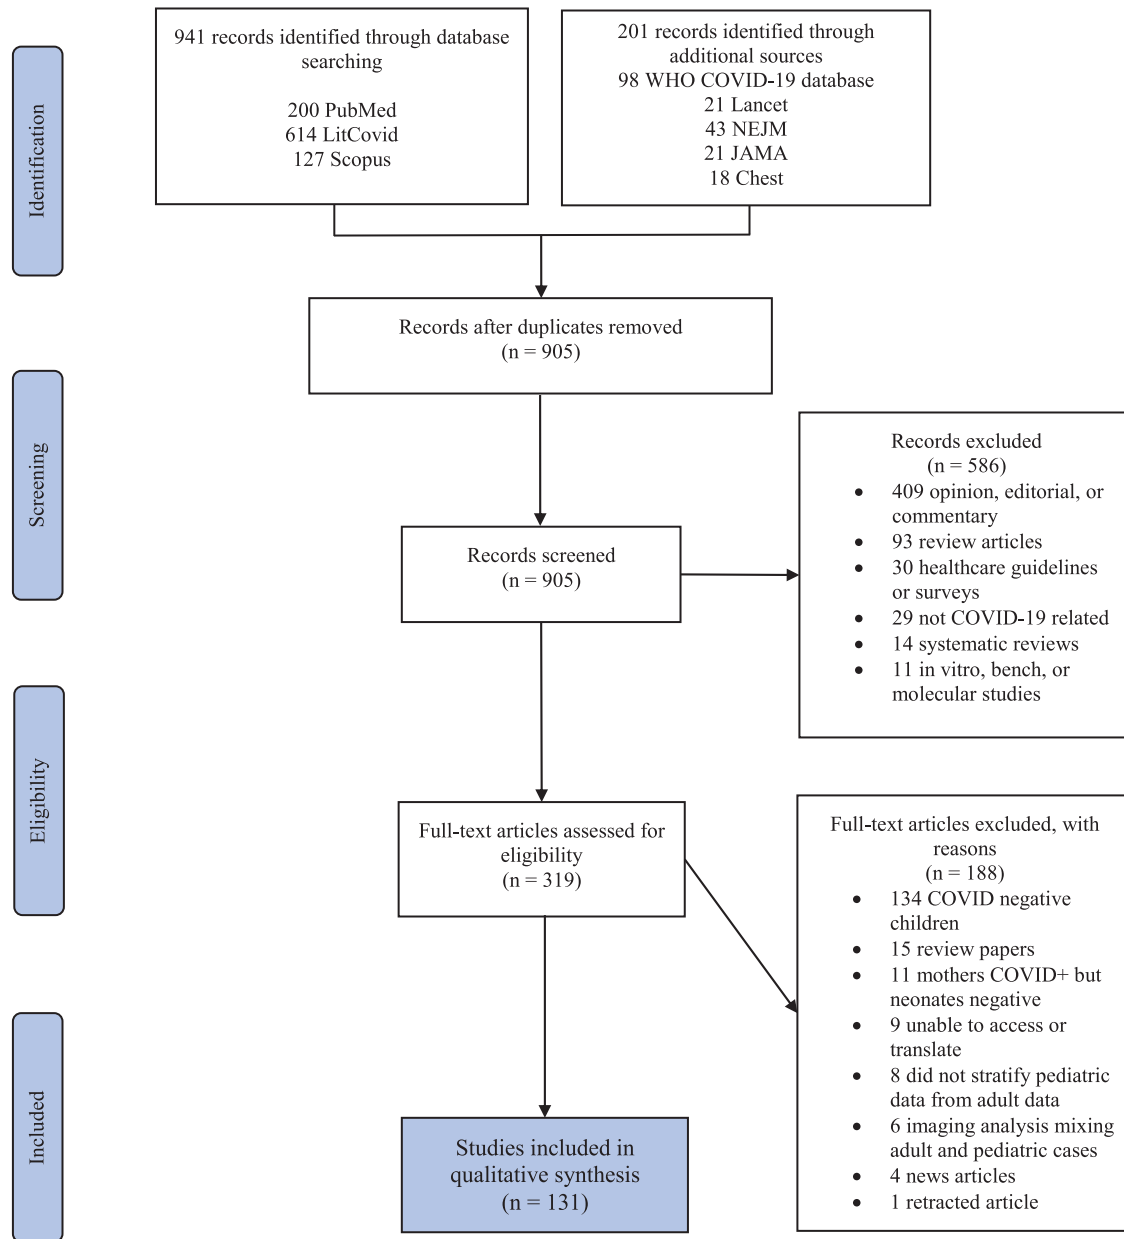 Identification
941 records identified through database
searching
200 PubMed
614 LitCovid
127 Scopus
201 records identified through
additional sources
98 WHO COVID-19 database
21 Lancet
43 NEJM
21 JAMA
18 Chest
Records after duplicates removed
(n = 905)
Screening
Records screened
(n = 905)
Records excluded
(n = 586)
• 409 opinion, editorial, or
commentary
• 93 review articles
• 30 healthcare guidelines
or surveys
• 29 not COVID-19 related
• 14 systematic reviews
• 11 in vitro, bench, or
molecular studies
Eligibility
Full-text articles assessed for
eligibility
(n = 319)
Full-text articles excluded, with
reasons
(n = 188)
• 134 COVID negative
children
• 15 review papers
• 11 mothers COVID+ but
neonates negative
• 9 unable to access or
translate
• 8 did not stratify pediatric
data from adult data
• 6 imaging analysis mixing
adult and pediatric cases
• 4 news articles
• 1 retracted article
Included
Studies included in
qualitative synthesis
(n = 131)